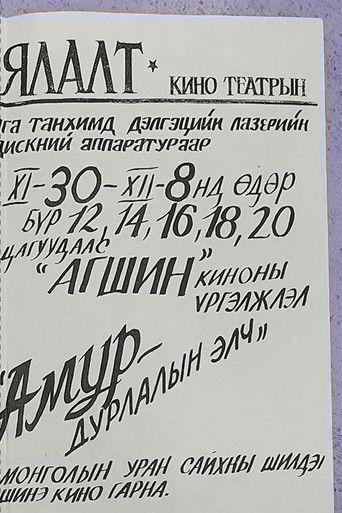 ЯЛАЛТ КИНО ТЕАТРЫН
ТАНХИМД ДЭЛГЭЦИЙН ЛАЗЕРИЙН
ДИСКНИЙ АППАРАТУРААР
XI-30-XII-8НД ӨДӨР
БҮР 12, 14, 16, 18, 20
ЦАГУУДААС
"АГШИН" КИНОНЫ
ҮРГЭЛЖЛЭЛ
"Амур-
ДУРЛАЛЫН ЭЛЧ"
МОНГОЛЫН УРАН САЙХНЫ ШИЛДЭГ
ШИНЭ КИНО ГАРНА.